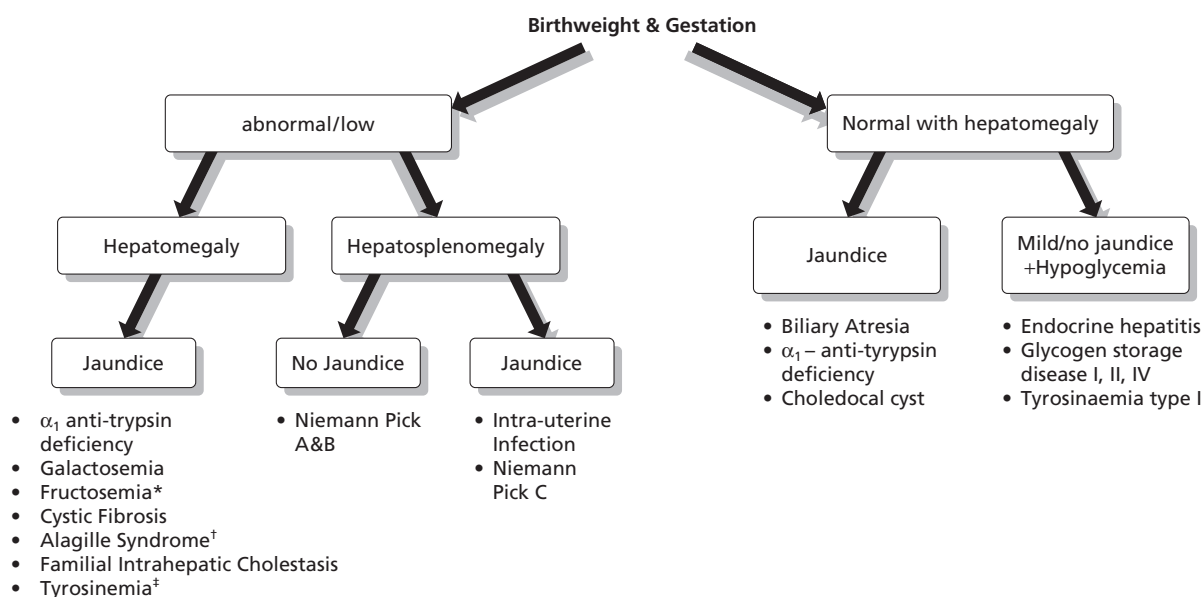 Birthweight & Gestation
abnormal/low
Normal with hepatomegaly
Hepatomegaly
Hepatosplenomegaly
Jaundice
Mild/no jaundice
+Hypoglycemia
Jaundice
No Jaundice
Jaundice
• α₁ anti-trypsin
deficiency
• Galactosemia
• Fructosemia*
• Cystic Fibrosis
• Alagille Syndrome†
• Familial Intrahepatic Cholestasis
• Tyrosinemia‡
• Niemann Pick
A&B
• Intra-uterine
Infection
• Niemann
Pick C
• Biliary Atresia
• α₁– anti-tyrypsin
deficiency
• Choledocal cyst
• Endocrine hepatitis
• Glycogen storage
disease I, II, IV
• Tyrosinaemia type I